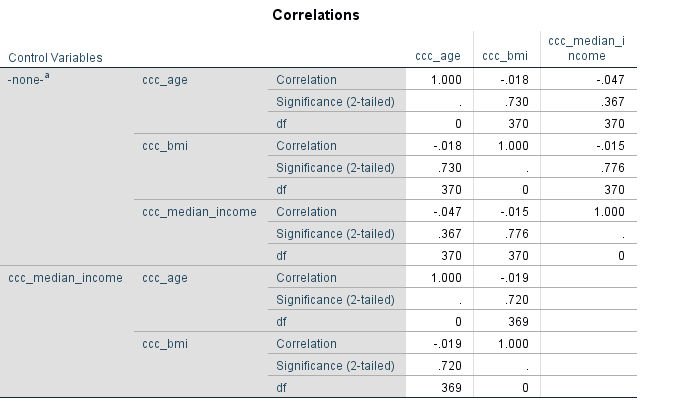 Correlations
Control Variables ccc_age ccc_bmi ccc_median_i
ncome
-none-a ccc_age Correlation 1.000 -.018 -.047
Significance (2-tailed) . .730 .367
df 0 370 370
ccc_bmi Correlation -.018 1.000 -.015
Significance (2-tailed) .730 . .776
df 370 0 370
ccc_median_income Correlation -.047 -.015 1.000
Significance (2-tailed) .367 .776 .
df 370 370 0
ccc_median_income ccc_age Correlation 1.000 -.019
Significance (2-tailed) . .720
df 0 369
ccc_bmi Correlation -.019 1.000
Significance (2-tailed) .720 .
df 369 0